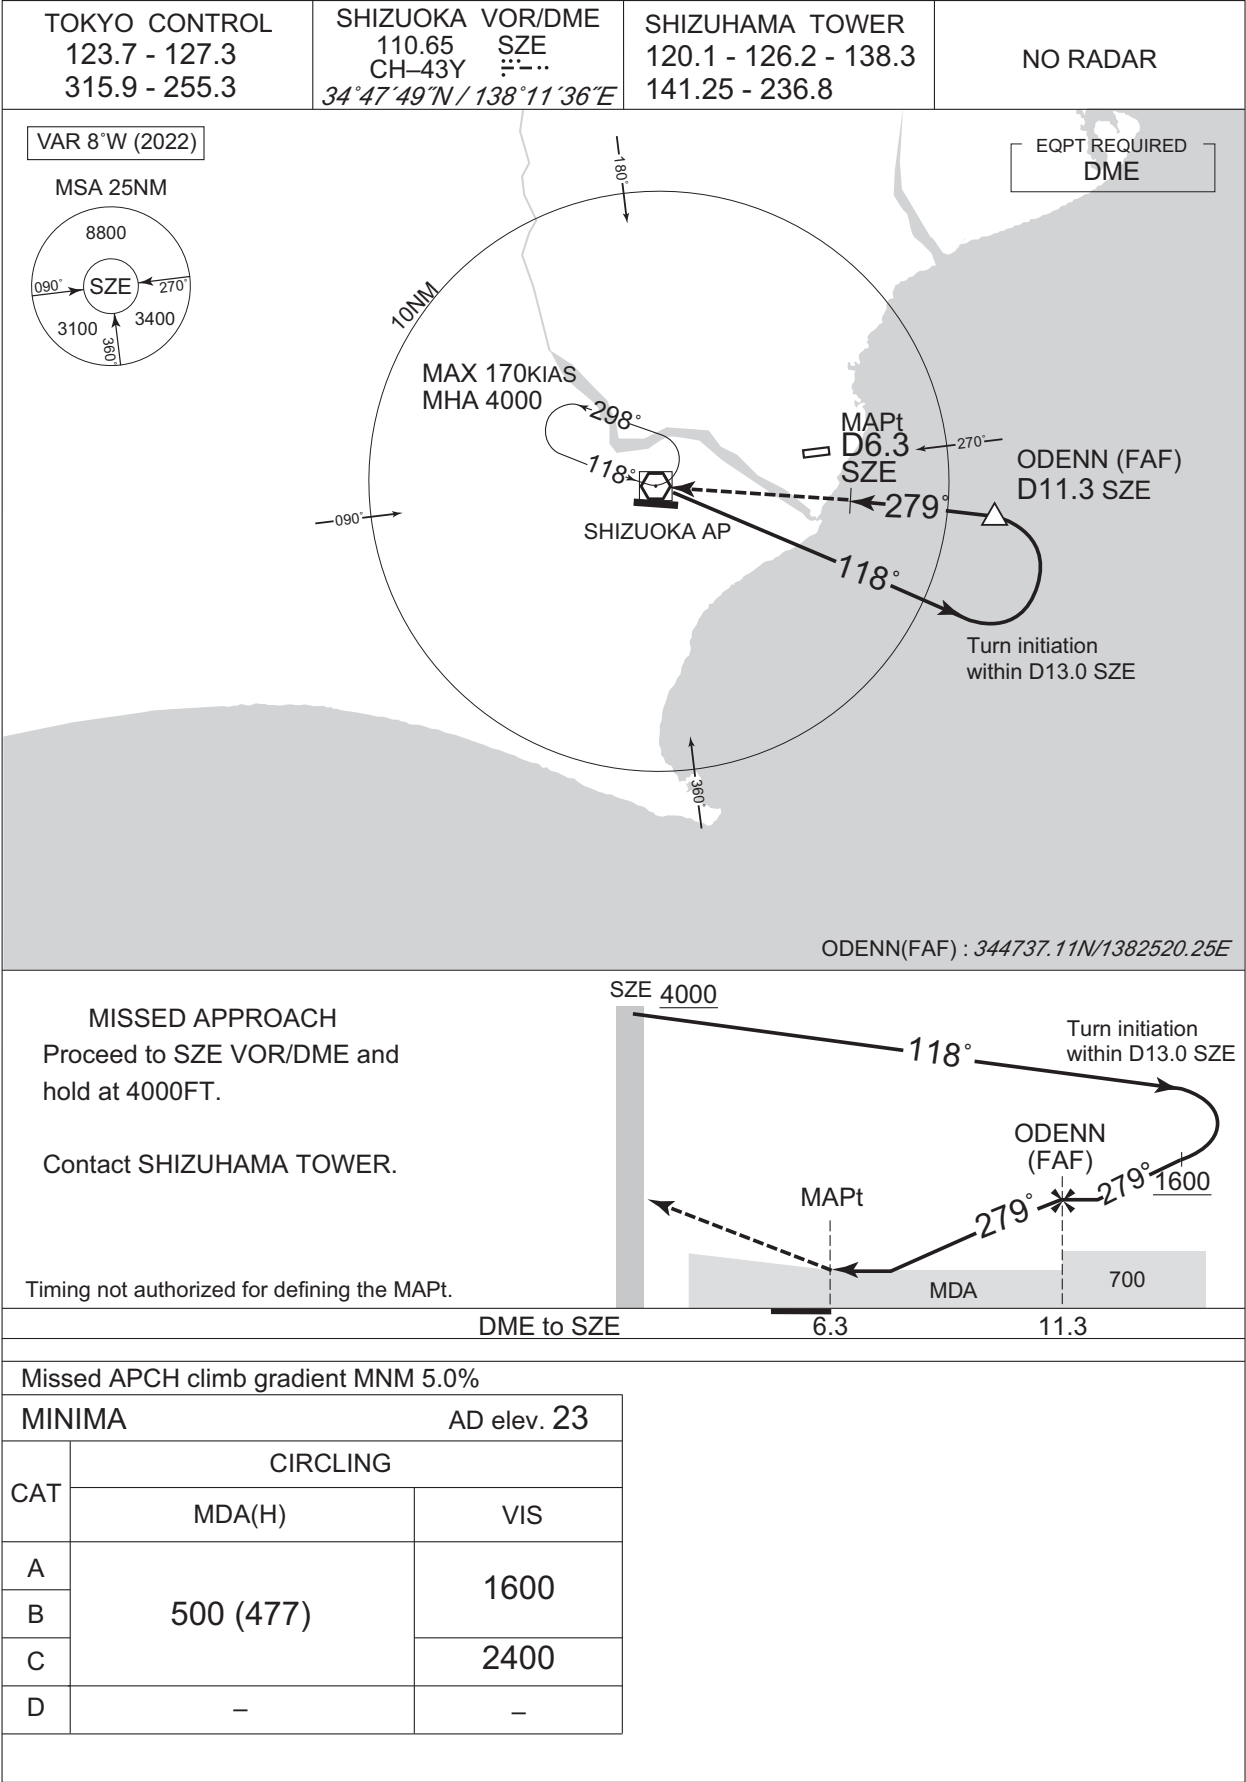 TOKYO CONTROL
123.7 - 127.3
315.9 - 255.3
SHIZUOKA VOR/DME
110.65 SZE
CH–43Y
34˚47´49˝N / 138˚11´36˝E
SHIZUHAMA TOWER
120.1 - 126.2 - 138.3
141.25 - 236.8
NO RADAR
VAR 8˚W (2022)
MSA 25NM
8800
090˚
SZE
270˚
3100
3400
360˚
EQPT REQUIRED
DME
180˚
10NM
MAX 170KIAS
MHA 4000
298˚
118˚
MAPt
D6.3
SZE
270˚
ODENN (FAF)
D11.3 SZE
279˚
090˚
SHIZUOKA AP
118˚
Turn initiation
within D13.0 SZE
360˚
ODENN(FAF) : 344737.11N/1382520.25E
MISSED APPROACH
Proceed to SZE VOR/DME and
hold at 4000FT.
Contact SHIZUHAMA TOWER.
Timing not authorized for defining the MAPt.
SZE 4000
118˚
Turn initiation
within D13.0 SZE
ODENN
(FAF)
279˚
1600
MAPt
279˚
MDA
700
DME to SZE
6.3
11.3
Missed APCH climb gradient MNM 5.0%
MINIMA AD elev. 23
CAT
CIRCLING
MDA(H) VIS
A
B
C
500 (477)
1600
2400
D – –